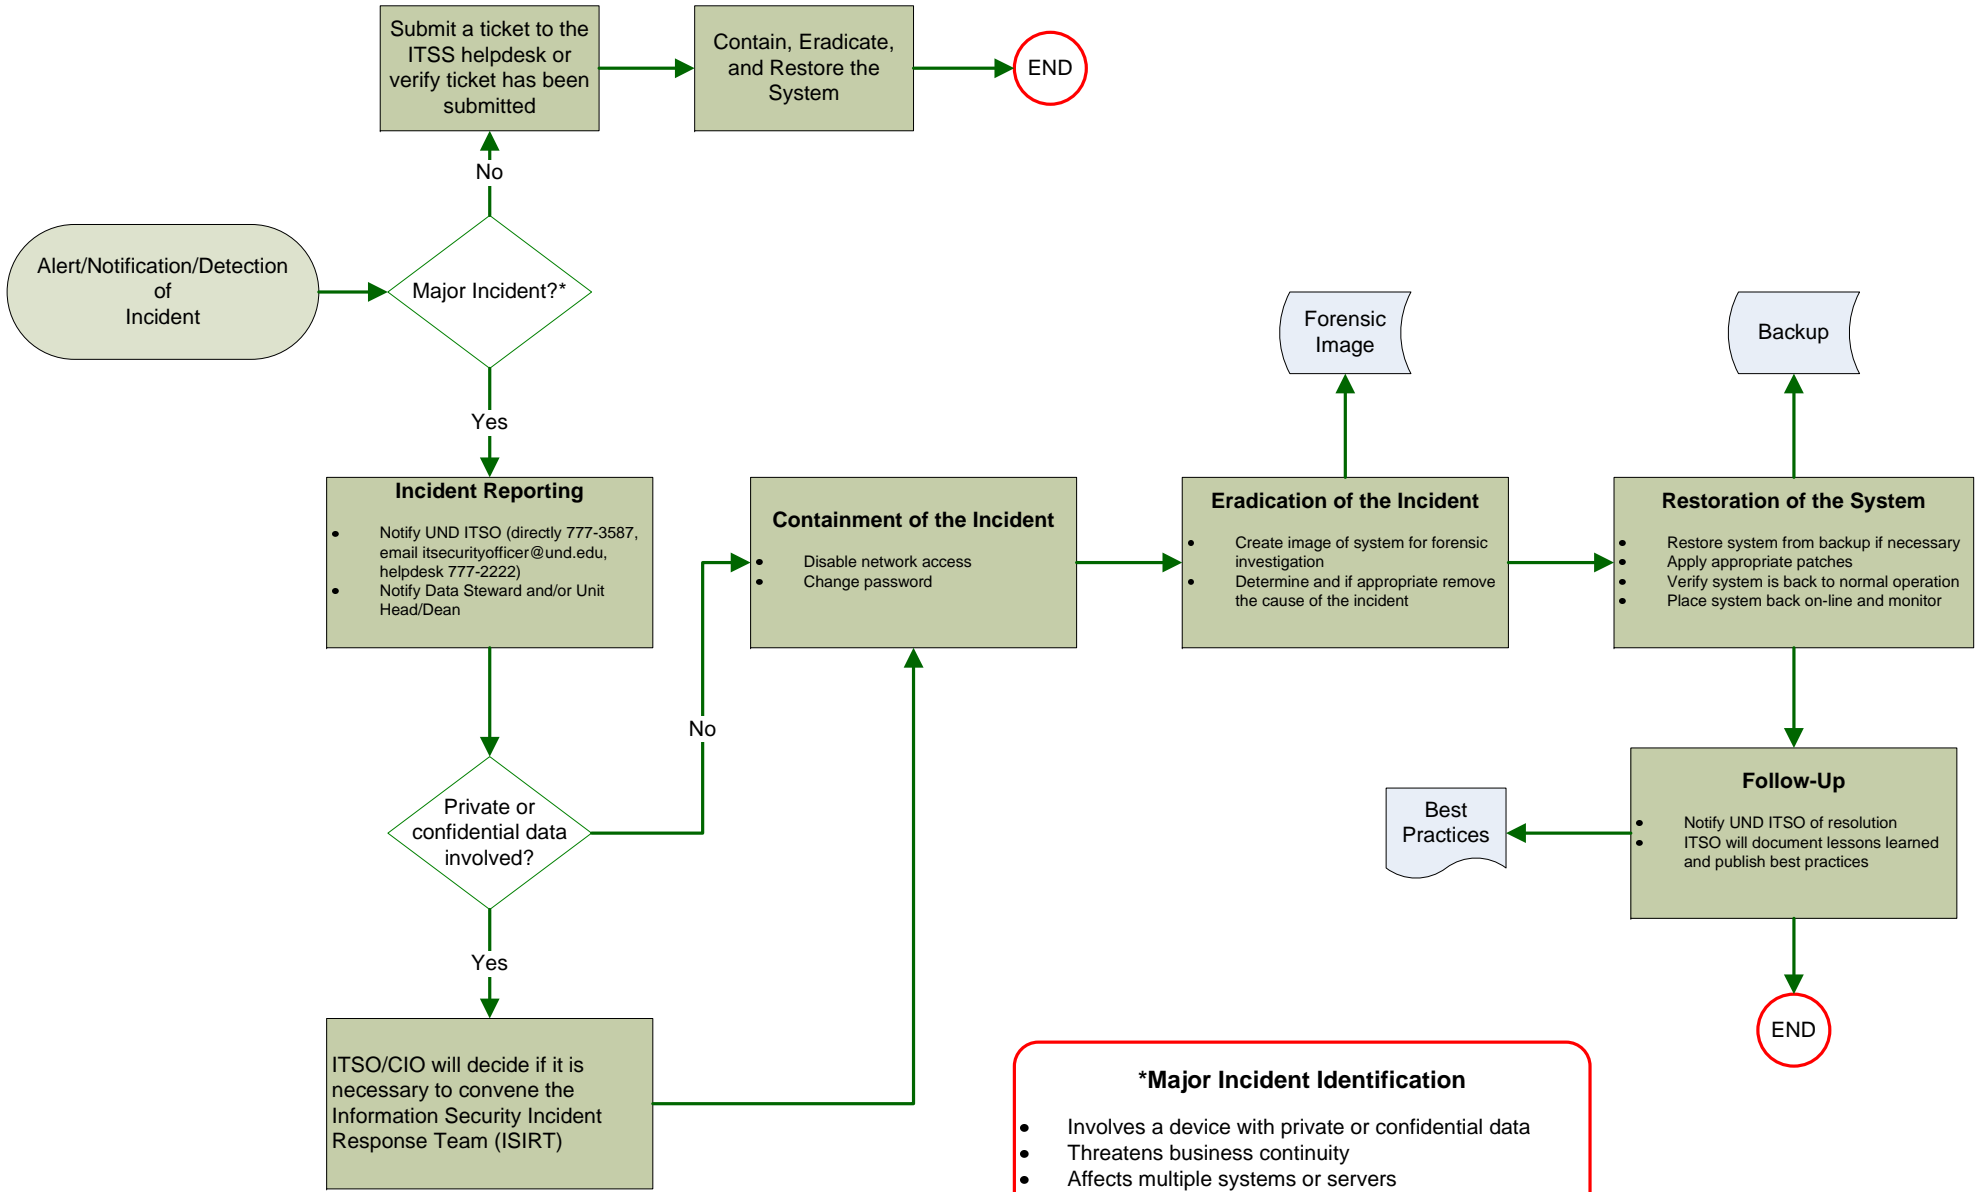 Submit a ticket to the
ITSS helpdesk or
verify ticket has been
submitted
Contain, Eradicate,
and Restore the
System
END
No
Alert/Notification/Detection
of
Incident
Major Incident?*
Yes
Forensic
Image
Backup
Incident Reporting
• Notify UND ITSO (directly 777-3587,
email itsecurityofficer@und.edu,
helpdesk 777-2222)
• Notify Data Steward and/or Unit
Head/Dean
Containment of the Incident
• Disable network access
• Change password
Eradication of the Incident
• Create image of system for forensic
investigation
• Determine and if appropriate remove
the cause of the incident
Restoration of the System
• Restore system from backup if necessary
• Apply appropriate patches
• Verify system is back to normal operation
• Place system back on-line and monitor
No
Private or
confidential data
involved?
Best
Practices
Follow-Up
• Notify UND ITSO of resolution
• ITSO will document lessons learned
and publish best practices
Yes
END
ITSO/CIO will decide if it is
necessary to convene the
Information Security Incident
Response Team (ISIRT)
*Major Incident Identification
• Involves a device with private or confidential data
• Threatens business continuity
• Affects multiple systems or servers